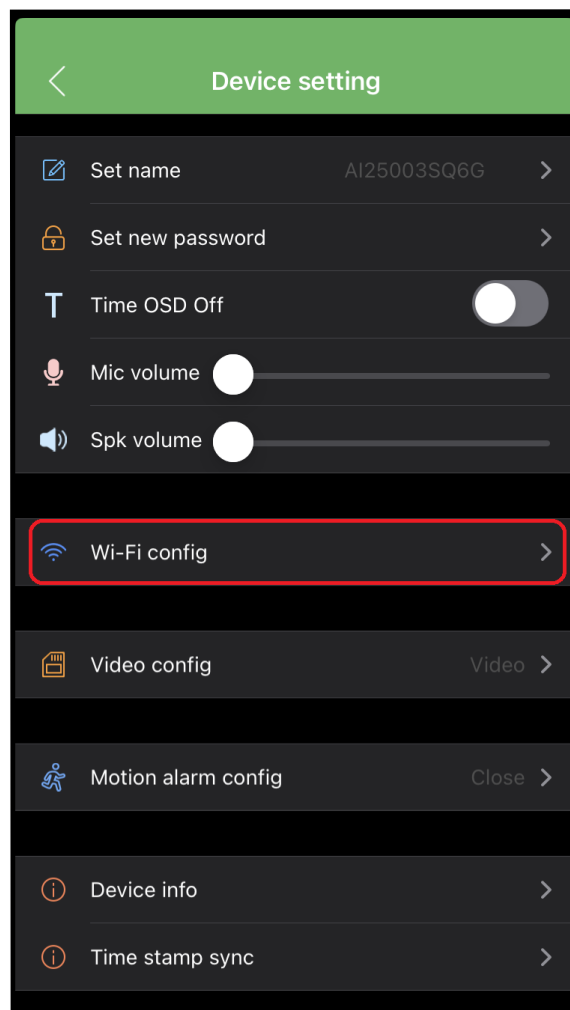 Device setting
Set name AI25003SQ6G
Set new password
T Time OSD Off
Mic volume
Spk volume
Wi-Fi config
Video config Video
Motion alarm config Close
Device info
Time stamp sync